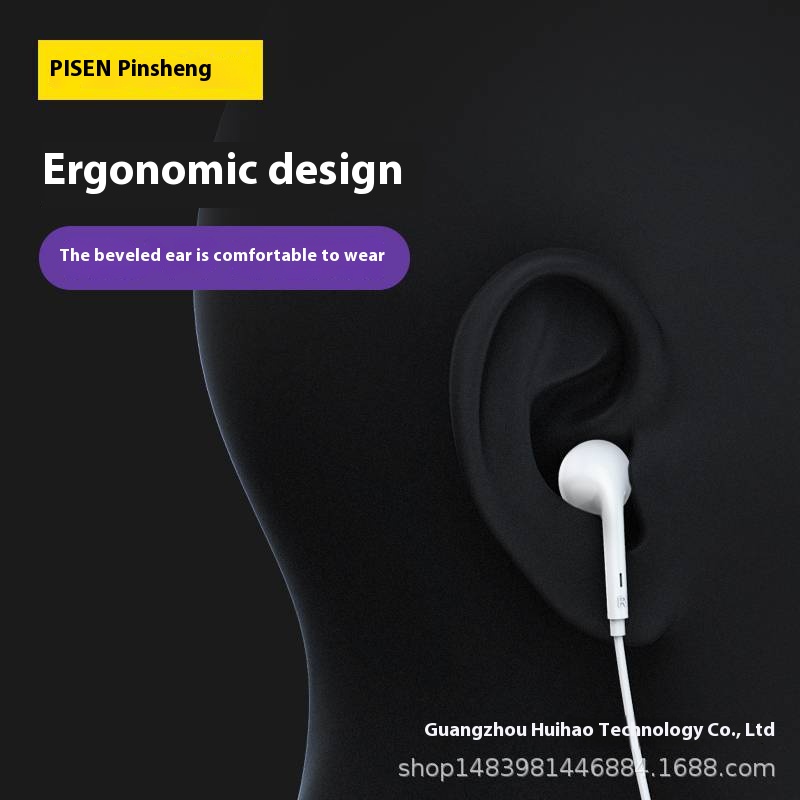 PISEN Pinsheng
Ergonomic design
The beveled ear is comfortable to wear
Guangzhou Huihao Technology Co., Ltd
shop1483981446884.1688.com